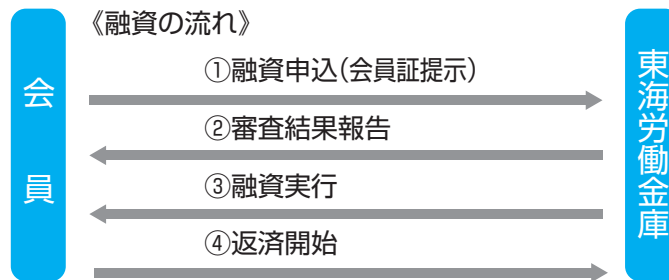 《融資の流れ》
会員
①融資申込(会員証提示)
②審査結果報告
③融資実行
④返済開始
東海労働金庫